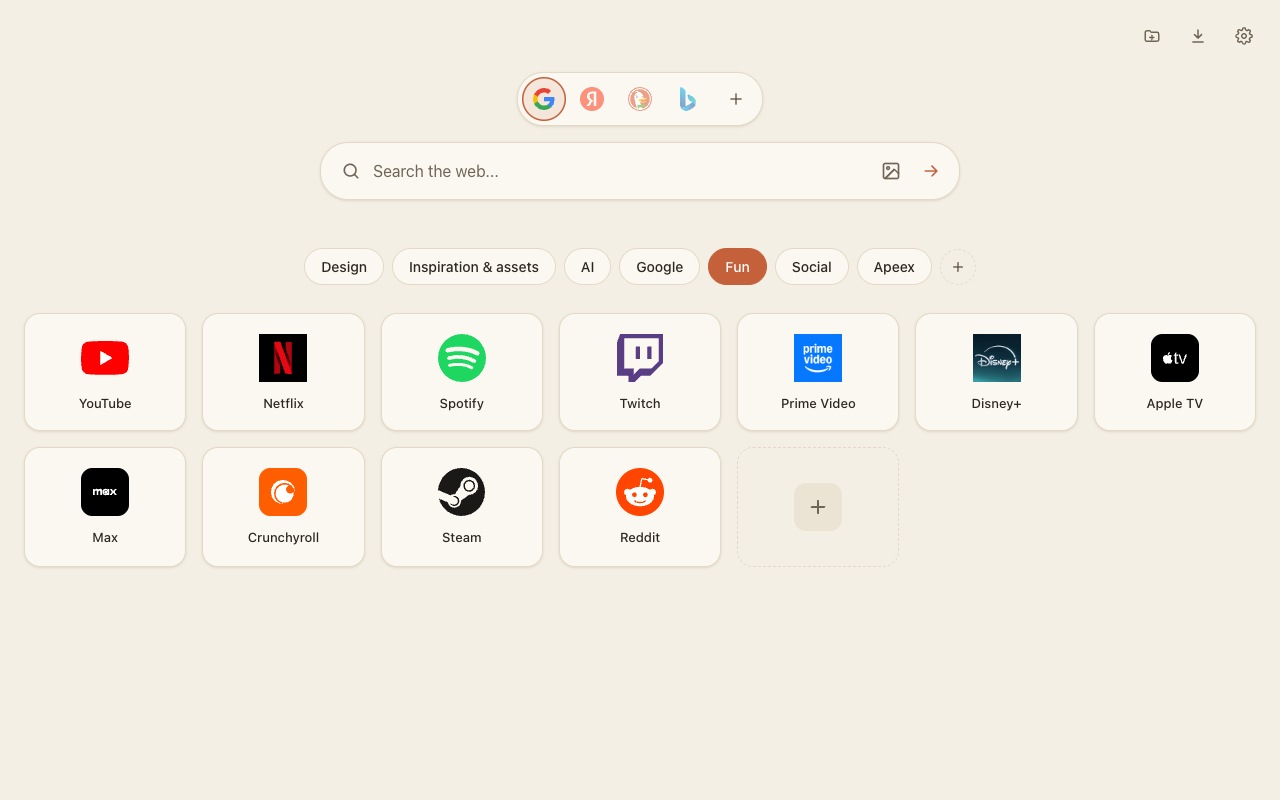 Search the web...
Design
Inspiration & assets
AI
Google
Fun
Social
Apeex
prime
video
Disney+
tv
YouTube
Netflix
Spotify
Twitch
Prime Video
Disney+
Apple TV
max
Max
Crunchyroll
Steam
Reddit